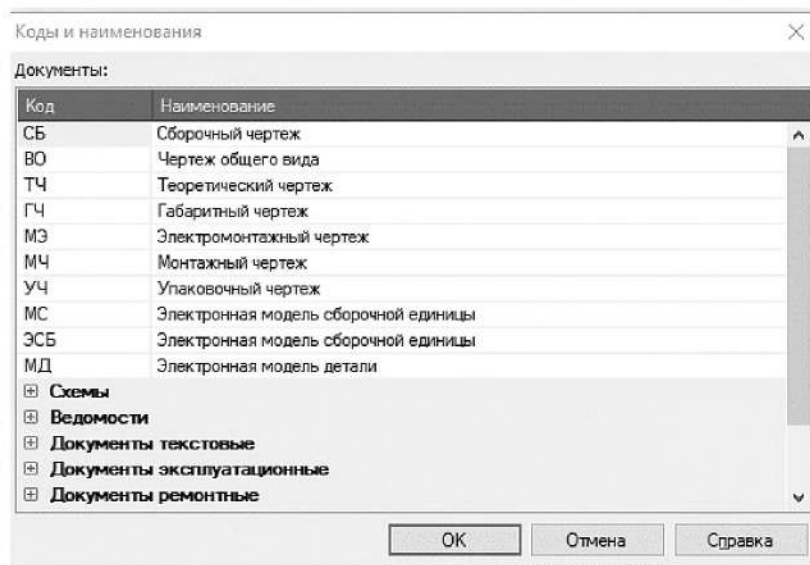 Коды и наименования
Документы:
Код Наименование
СБ Сборочный чертеж
ВО Чертеж общего вида
ТЧ Теоретический чертеж
ГЧ Габаритный чертеж
МЭ Электромонтажный чертеж
МЧ Монтажный чертеж
УЧ Упаковочный чертеж
МС Электронная модель сборочной единицы
ЭСБ Электронная модель сборочной единицы
МД Электронная модель детали
Схемы
Ведомости
Документы текстовые
Документы эксплуатационные
Документы ремонтные
OK Отмена Справка